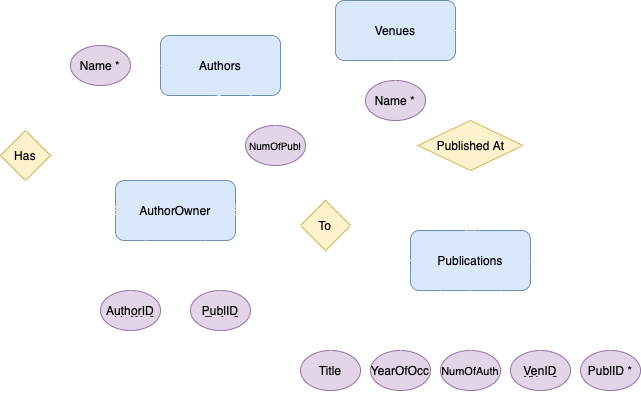 Venues
Name *
Authors
Name *
NumOfPubl
Published At
Has
AuthorOwner
To
Publications
AuthorID
PublID
Title
YearOfOcc
NumOfAuth
VenID
PublID *